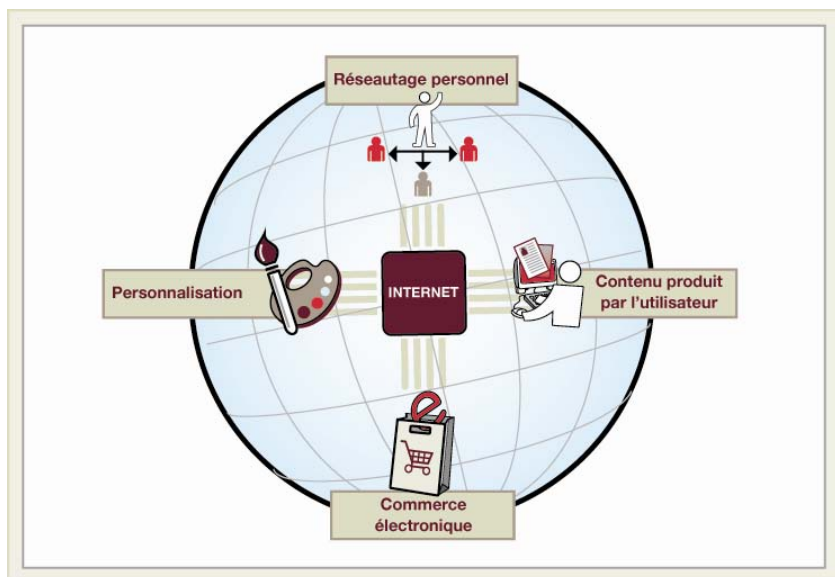 Réseautage personnel
Personnalisation
INTERNET
Contenu produit
par l'utilisateur
e
Commerce
électronique